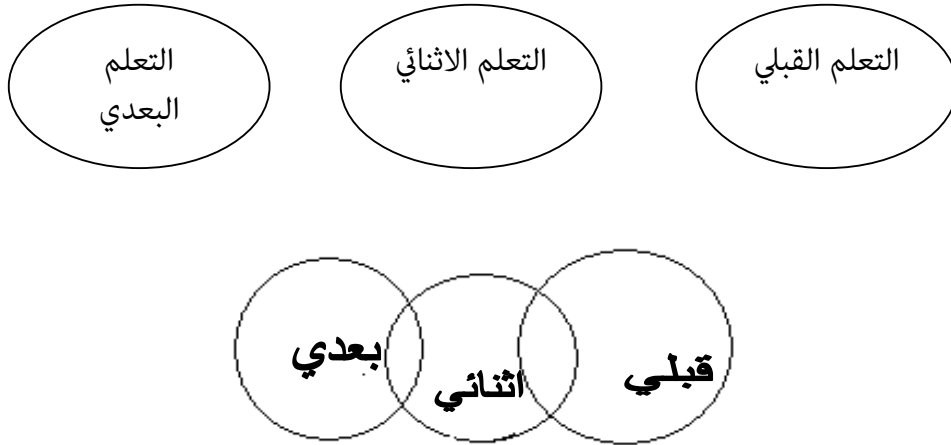 التعلم القبلي
التعلم الاثنائي
التعلم
البعدي
قبلي
اثنائي
بعدي